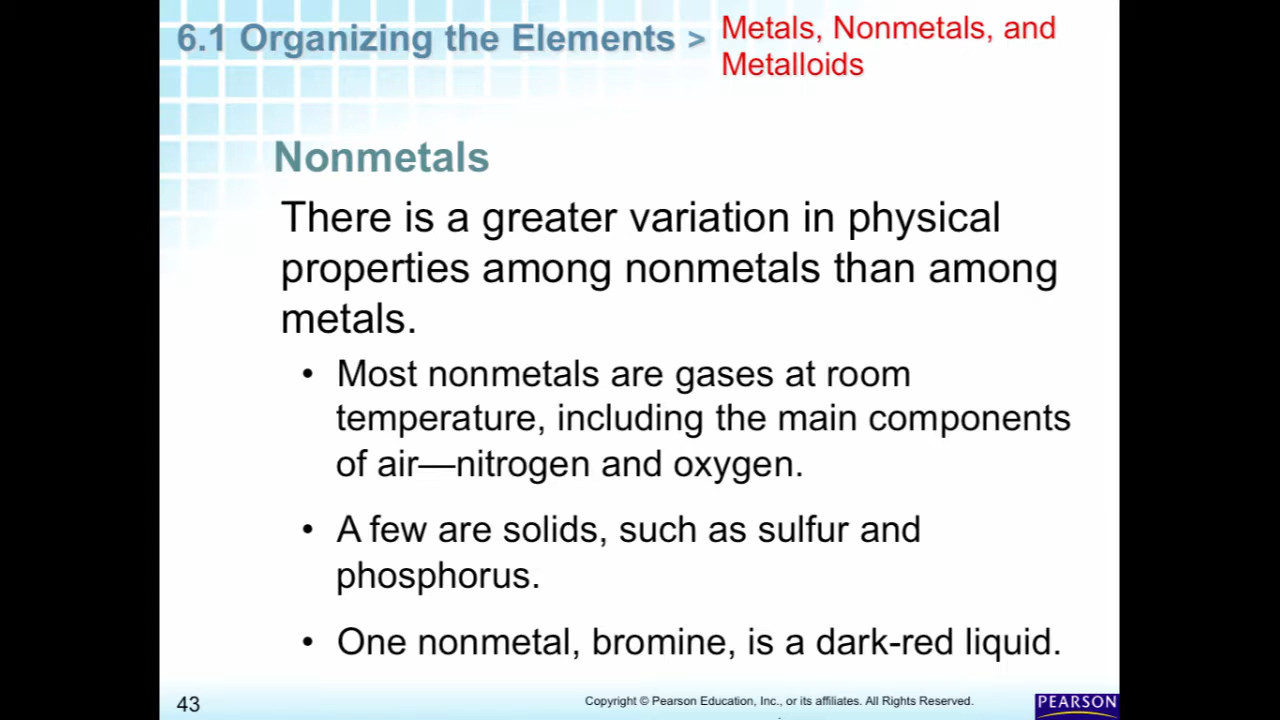 6.1 Organizing the Elements >
Metals, Nonmetals, and
Metalloids
Nonmetals
There is a greater variation in physical
properties among nonmetals than among
metals.
• Most nonmetals are gases at room
temperature, including the main components
of air—nitrogen and oxygen.
• A few are solids, such as sulfur and
phosphorus.
• One nonmetal, bromine, is a dark-red liquid.
43
Copyright © Pearson Education, Inc., or its affiliates. All Rights Reserved.
PEARSON